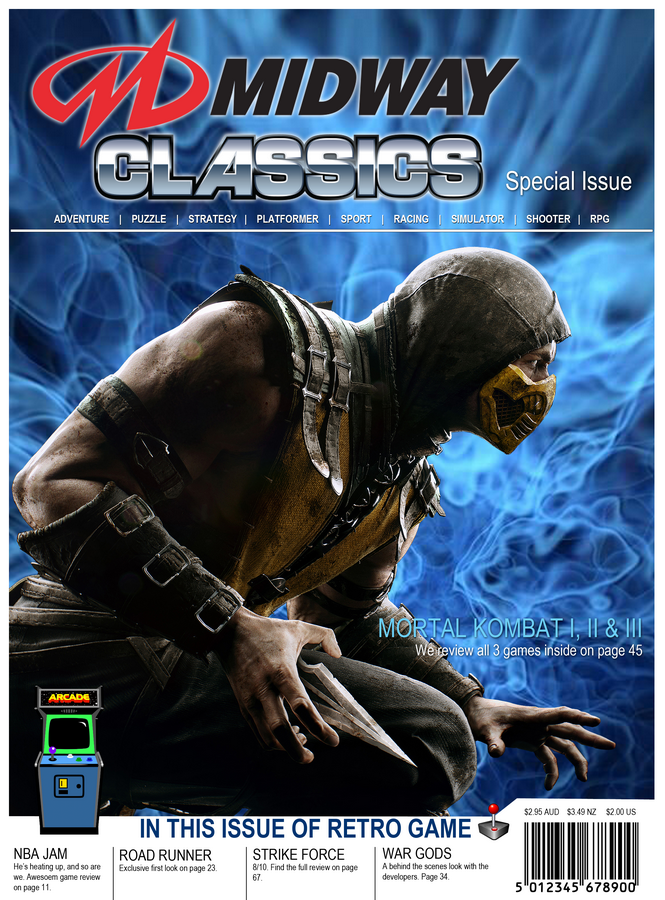 MIDWAY
CLASSICS
Special Issue
ADVENTURE | PUZZLE | STRATEGY | PLATFORMER | SPORT | RACING | SIMULATOR | SHOOTER | RPG
MORTAL KOMBAT I, II & III
We review all 3 games inside on page 45
ARCADE
IN THIS ISSUE OF RETRO GAME
$2.95 AUD $3.49 NZ $2.00 US
NBA JAM
He's heating up, and so are
we. Awesoem game review
on page 11.
ROAD RUNNER
Exclusive first look on page 23.
STRIKE FORCE
8/10. Find the full review on page
67.
WAR GODS
A behind the scenes look with the
developers. Page 34.
5 012345 678900